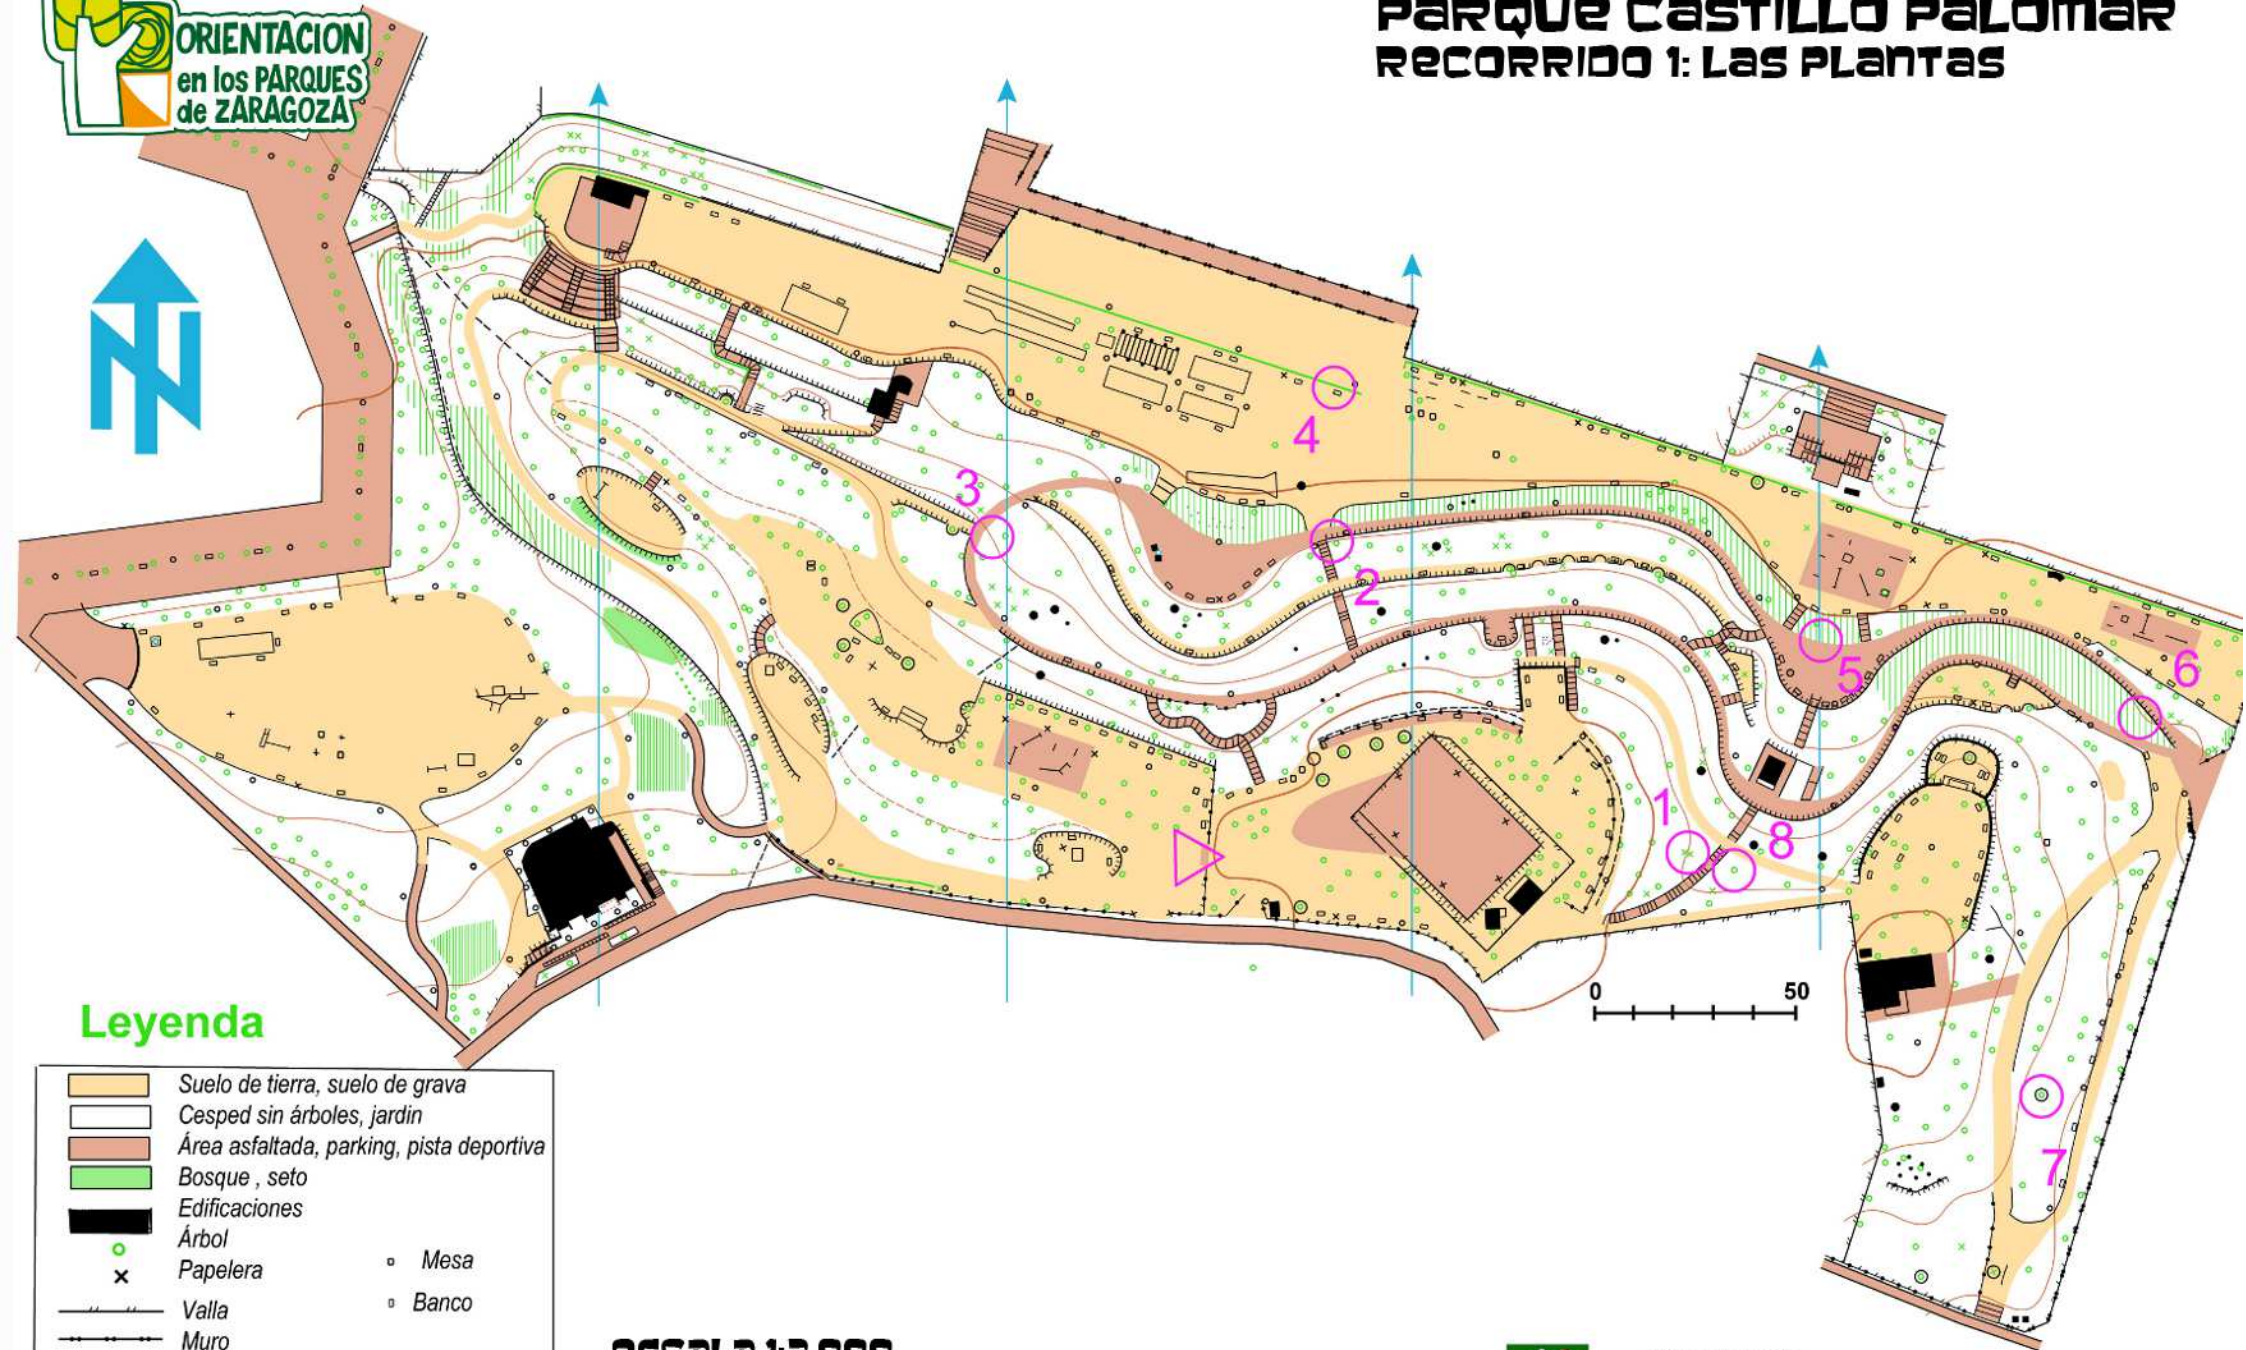 ORIENTACION
en los PARQUES
de ZARAGOZA
PARQUE CASTILLO PALOMAR
RECORRIDO 1: Las PLANTAS
3
4
2
5
6
1
8
7
0 50
Leyenda
Suelo de tierra, suelo de grava
Cesped sin árboles, jardin
Área asfaltada, parking, pista deportiva
Bosque , seto
Edificaciones
Árbol
Papelera
Mesa
Valla
Banco
Muro